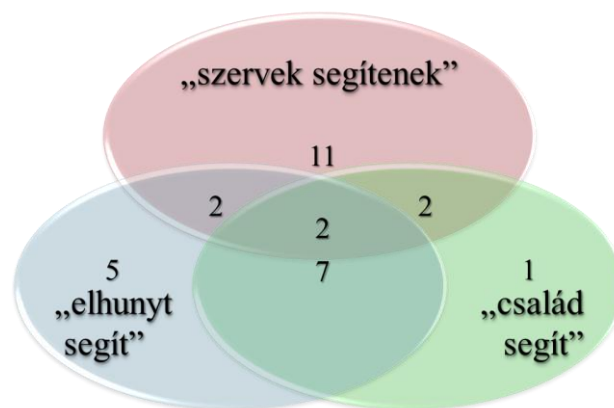 „szervek segítenek”
11
2
2
2
5
7
1
„elhunyt
segít”
„család
segít”